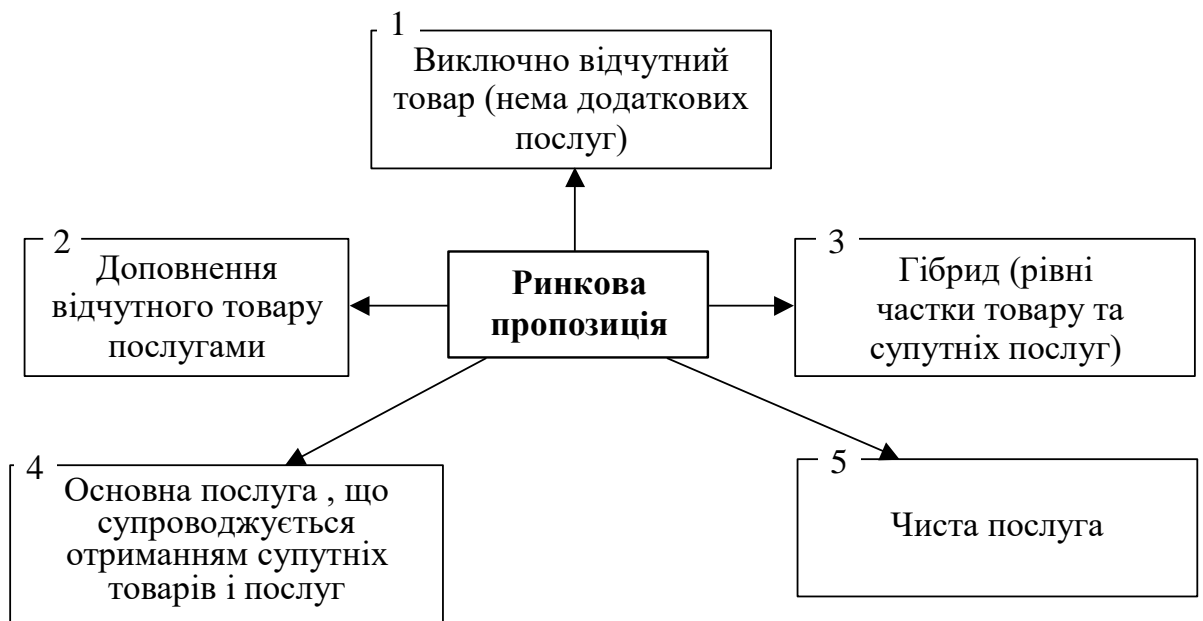 1
Виключно відчутний
товар (нема додаткових
послуг)
2
Доповнення
відчутного товару
послугами
Ринкова
пропозиція
3
Гібрид (рівні
частки товару та
супутніх послуг)
4
Основна послуга , що
супроводжується
отриманням супутніх
товарів і послуг
5
Чиста послуга